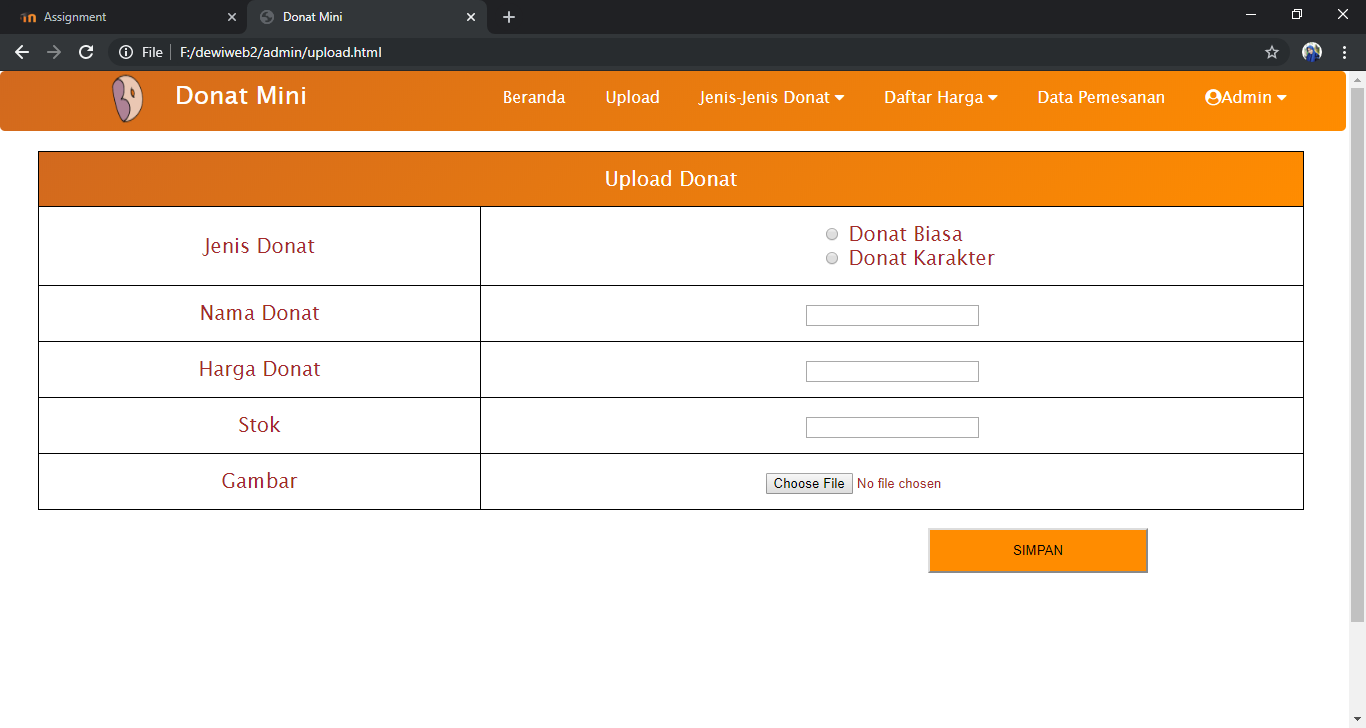 Assignment
Donat Mini
File
F:/dewiweb2/admin/upload.html
Donat Mini
Beranda Upload Jenis-Jenis Donat Daftar Harga Data Pemesanan Admin
Upload Donat
Jenis Donat
Donat Biasa
Donat Karakter
Nama Donat
Harga Donat
Stok
Gambar
Choose File No file chosen
SIMPAN